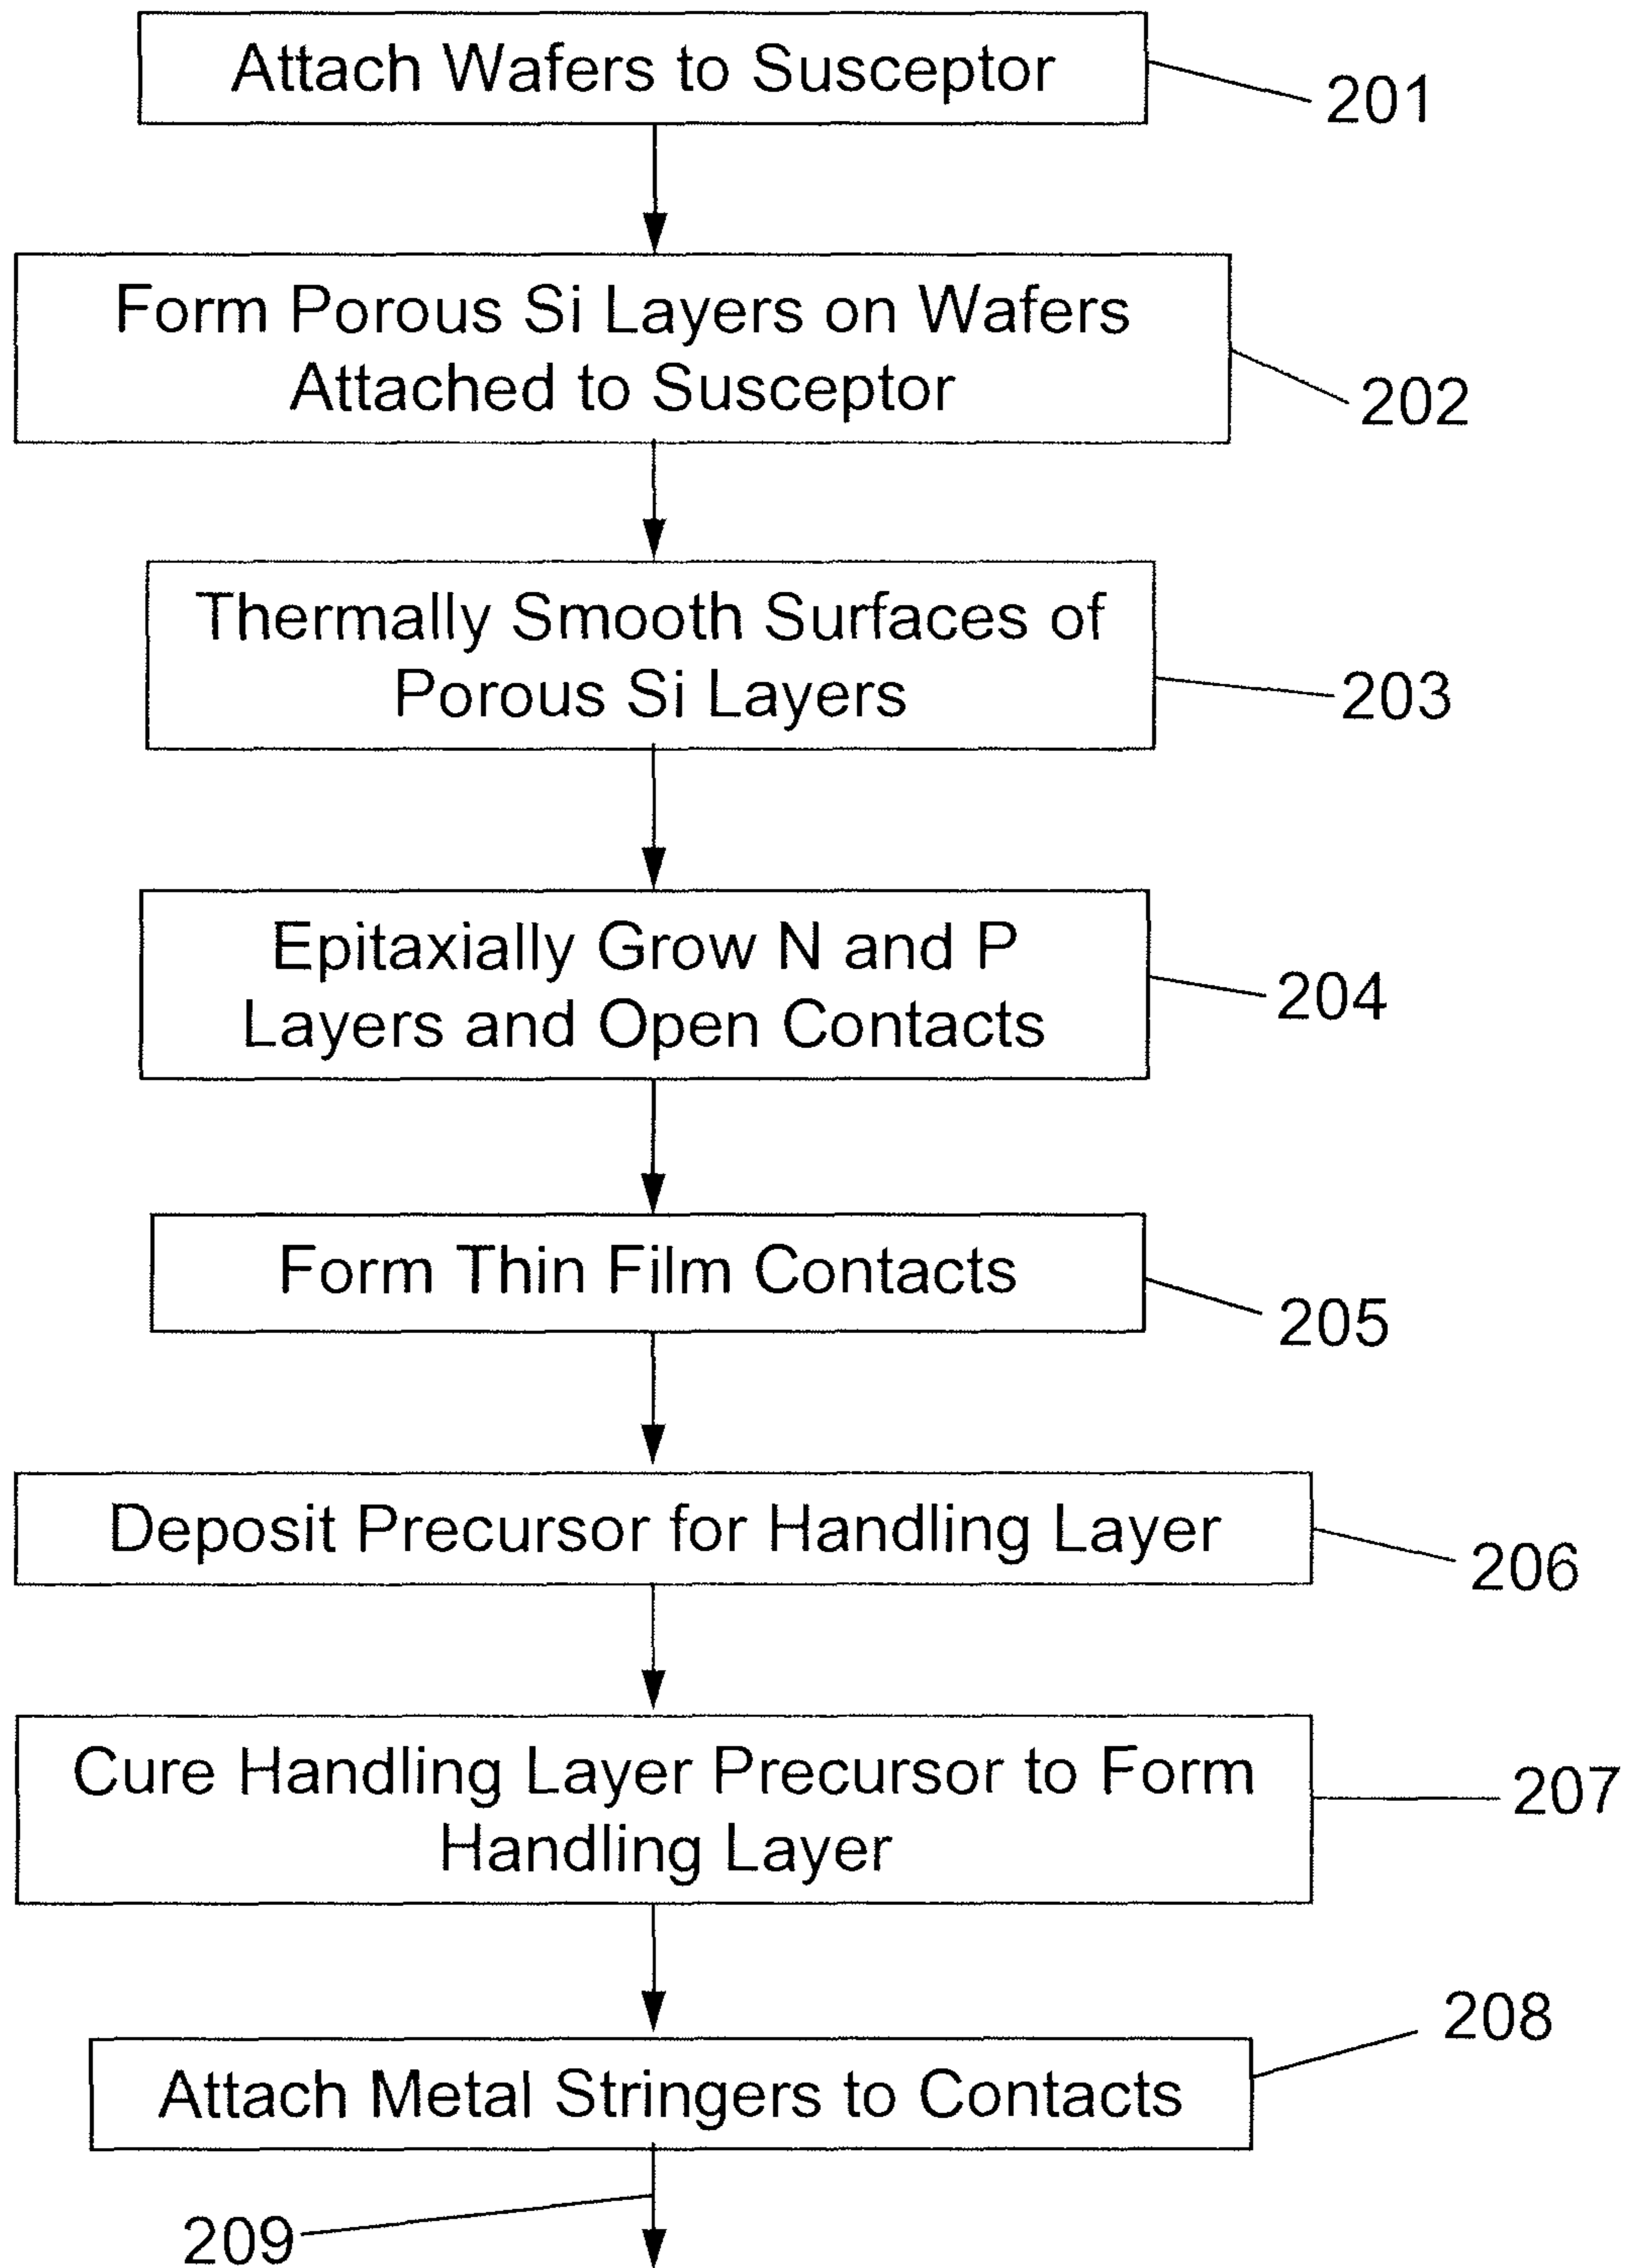 Attach Wafers to Susceptor
201
Form Porous Si Layers on Wafers
Attached to Susceptor
202
Thermally Smooth Surfaces of
Porous Si Layers
203
Epitaxially Grow N and P
Layers and Open Contacts
204
Form Thin Film Contacts
205
Deposit Precursor for Handling Layer
206
Cure Handling Layer Precursor to Form
Handling Layer
207
Attach Metal Stringers to Contacts
208
209